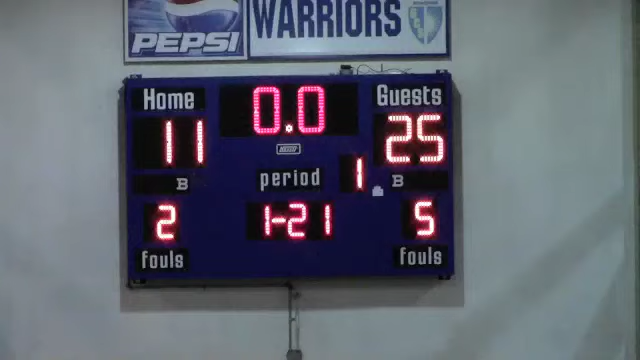 PEPSI
WARRIORS
Home
0.0
Guests
11
25
B
period
1
B
2
1-21
5
fouls
fouls